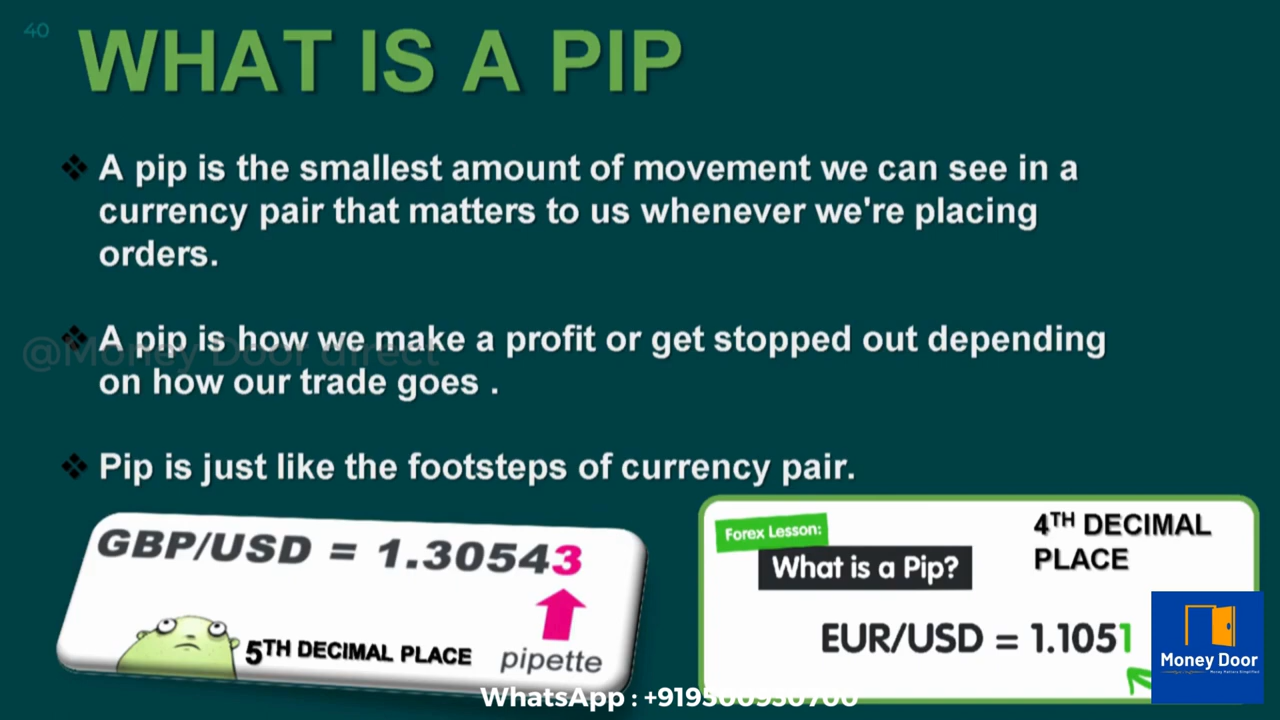 40
WHAT IS A PIP
A pip is the smallest amount of movement we can see in a
currency pair that matters to us whenever we're placing
orders.
A pip is how we make a profit or get stopped out depending
@Money Door direct
on how our trade goes .
Pip is just like the footsteps of currency pair.
GBP/USD = 1.30543
5TH DECIMAL PLACE
pipette
Forex Lesson:
What is a Pip?
4TH DECIMAL
PLACE
EUR/USD = 1.1051
Money Door
WhatsApp :